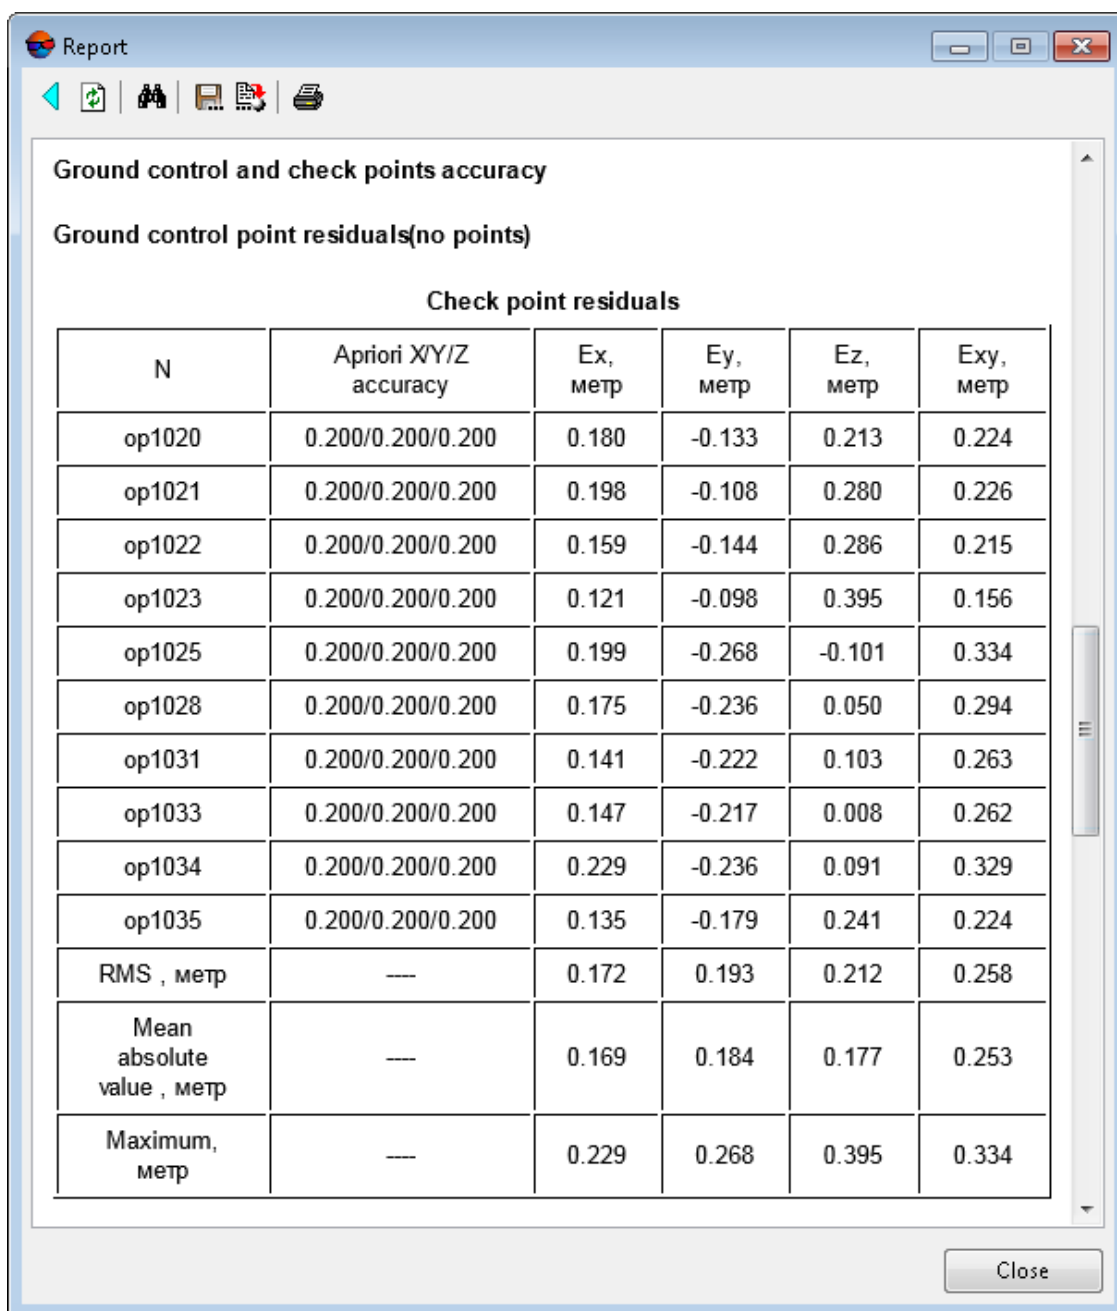 Report
Ground control and check points accuracy
Ground control point residuals(no points)
Check point residuals
N Apriori X/Y/Z accuracy Ex, метр Ey, метр Ez, метр Exy, метр
op1020 0.200/0.200/0.200 0.180 -0.133 0.213 0.224
op1021 0.200/0.200/0.200 0.198 -0.108 0.280 0.226
op1022 0.200/0.200/0.200 0.159 -0.144 0.286 0.215
op1023 0.200/0.200/0.200 0.121 -0.098 0.395 0.156
op1025 0.200/0.200/0.200 0.199 -0.268 -0.101 0.334
op1028 0.200/0.200/0.200 0.175 -0.236 0.050 0.294
op1031 0.200/0.200/0.200 0.141 -0.222 0.103 0.263
op1033 0.200/0.200/0.200 0.147 -0.217 0.008 0.262
op1034 0.200/0.200/0.200 0.229 -0.236 0.091 0.329
op1035 0.200/0.200/0.200 0.135 -0.179 0.241 0.224
RMS , метр ---- 0.172 0.193 0.212 0.258
Mean absolute value , метр ---- 0.169 0.184 0.177 0.253
Maximum, метр ---- 0.229 0.268 0.395 0.334
Close